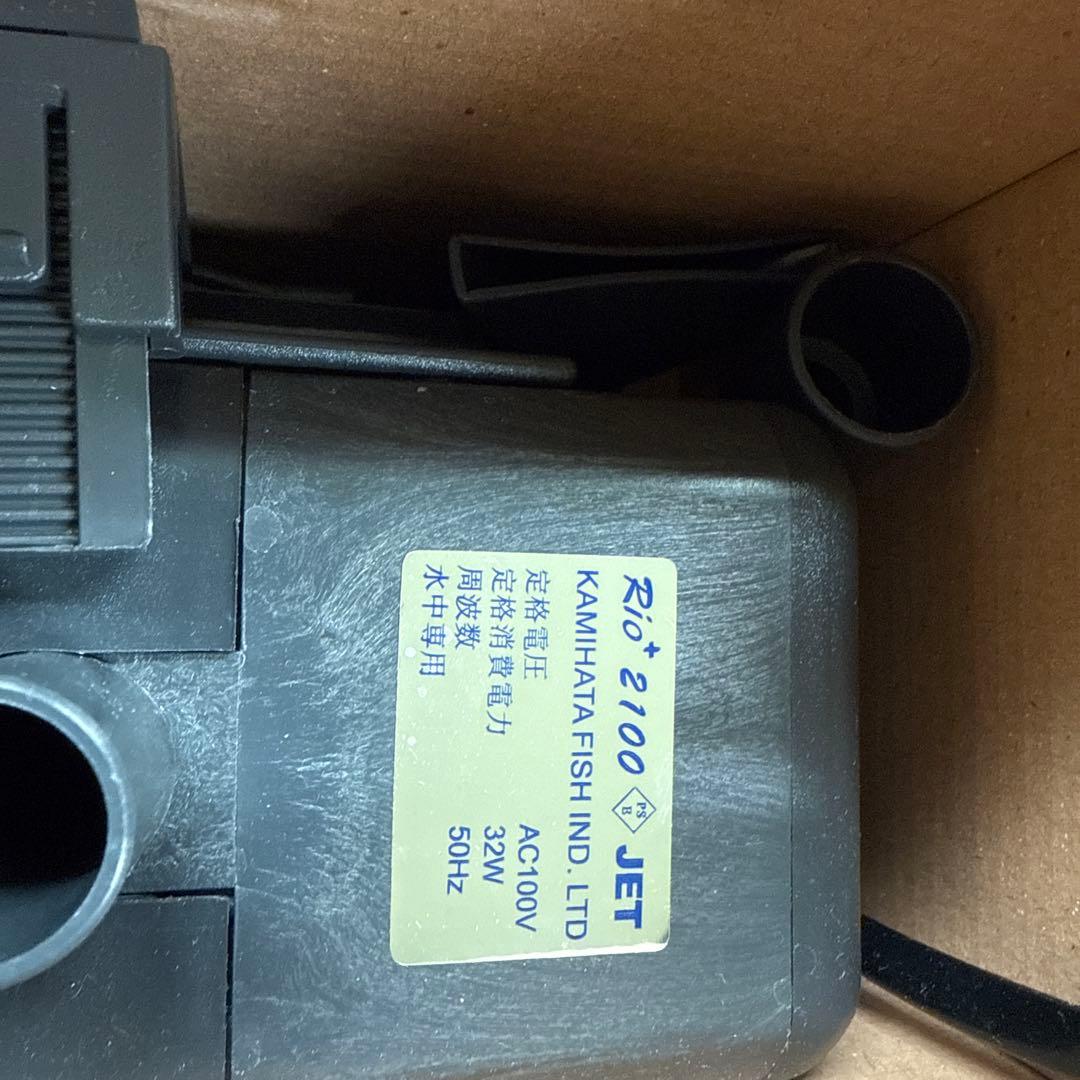 Rio+ 2100 PS E JET
KAMIHATA FISH IND. LTD
定格電圧 AC100V
定格消費電力 32W
周波数 50Hz
水中専用